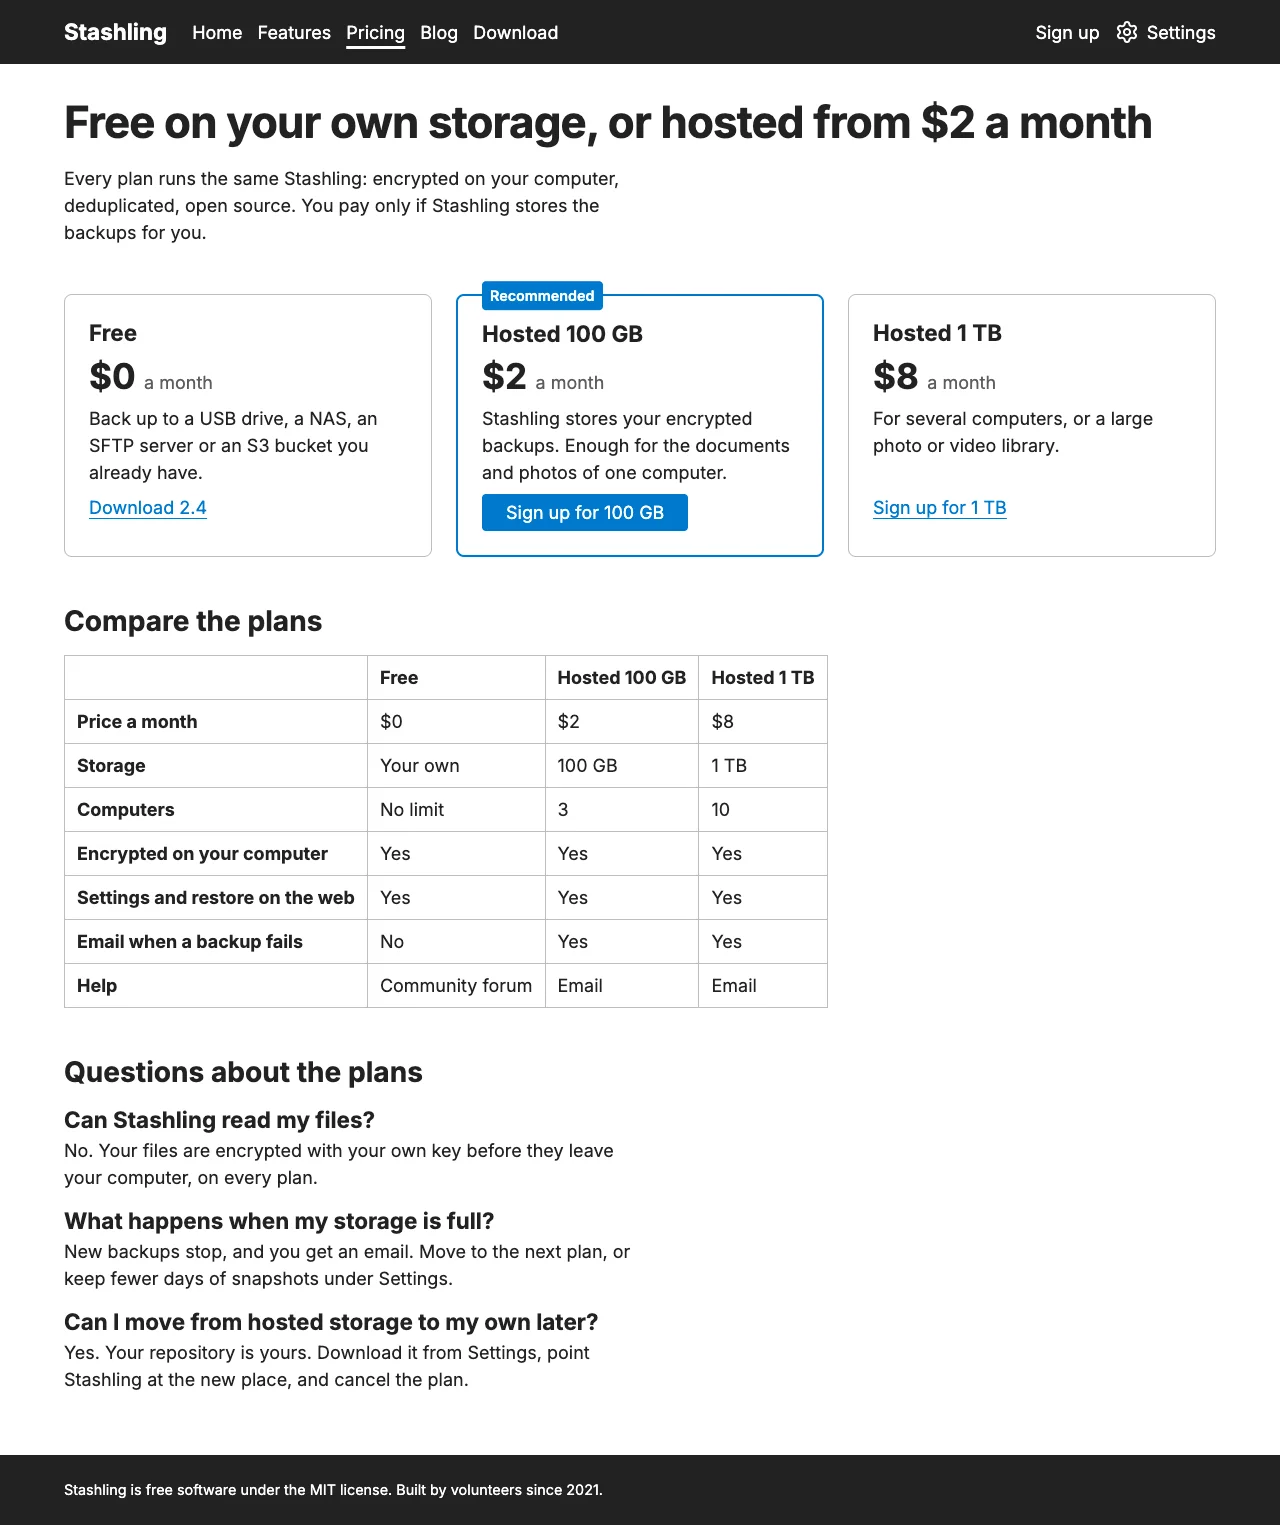 Stashling Home Features Pricing Blog Download Sign up Settings
Free on your own storage, or hosted from $2 a month
Every plan runs the same Stashling: encrypted on your computer,
deduplicated, open source. You pay only if Stashling stores the
backups for you.
Free
$0 a month
Back up to a USB drive, a NAS, an
SFTP server or an S3 bucket you
already have.
Download 2.4
Recommended
Hosted 100 GB
$2 a month
Stashling stores your encrypted
backups. Enough for the documents
and photos of one computer.
Sign up for 100 GB
Hosted 1 TB
$8 a month
For several computers, or a large
photo or video library.
Sign up for 1 TB
Compare the plans
Free Hosted 100 GB Hosted 1 TB
Price a month $0 $2 $8
Storage Your own 100 GB 1 TB
Computers No limit 3 10
Encrypted on your computer Yes Yes Yes
Settings and restore on the web Yes Yes Yes
Email when a backup fails No Yes Yes
Help Community forum Email Email
Questions about the plans
Can Stashling read my files?
No. Your files are encrypted with your own key before they leave
your computer, on every plan.
What happens when my storage is full?
New backups stop, and you get an email. Move to the next plan, or
keep fewer days of snapshots under Settings.
Can I move from hosted storage to my own later?
Yes. Your repository is yours. Download it from Settings, point
Stashling at the new place, and cancel the plan.
Stashling is free software under the MIT license. Built by volunteers since 2021.